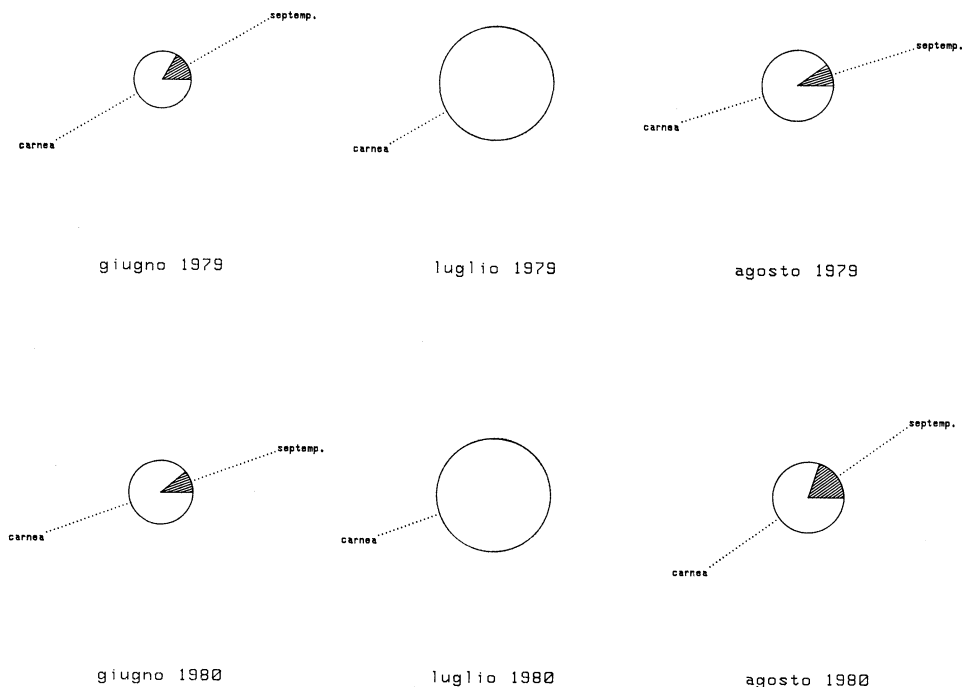 septemp.
carnea
giugno 1979
carnea
luglio 1979
septemp.
carnea
agosto 1979
septemp.
carnea
giugno 1980
carnea
luglio 1980
septemp.
carnea
agosto 1980